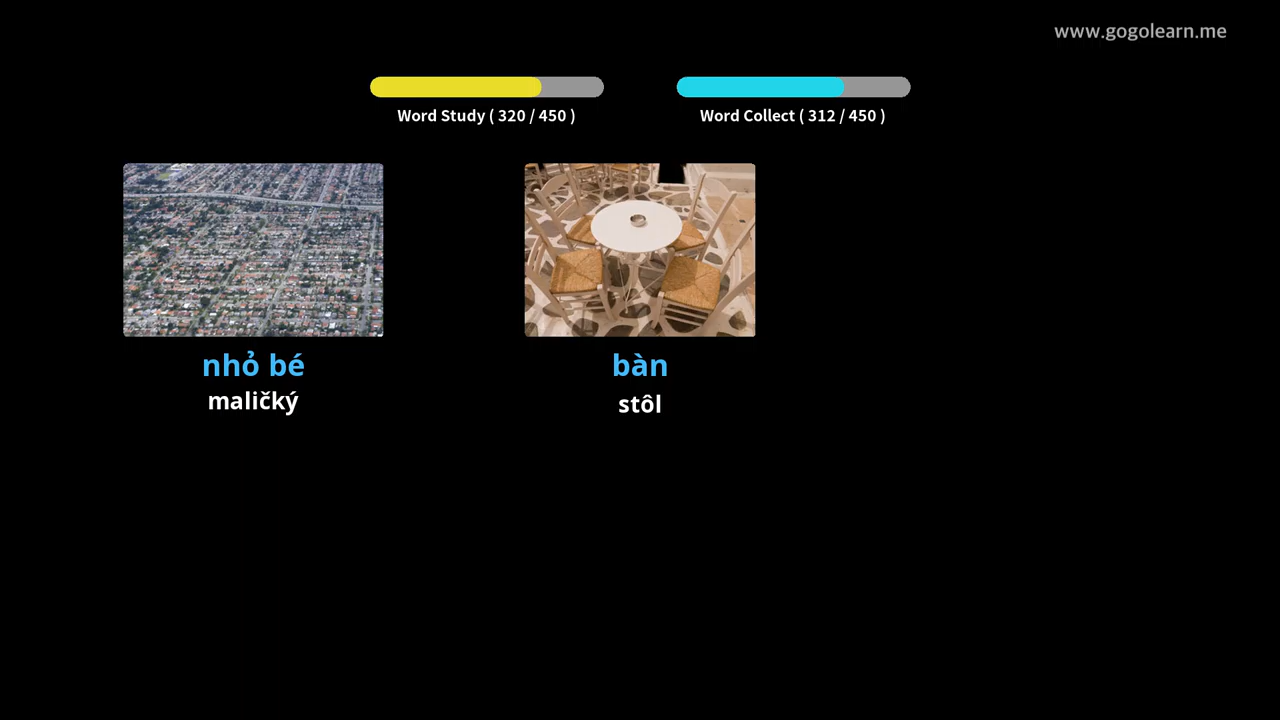 www.gogolearn.me
Word Study ( 320 / 450 )
Word Collect ( 312 / 450 )
nhỏ bé
maličký
bàn
stôl